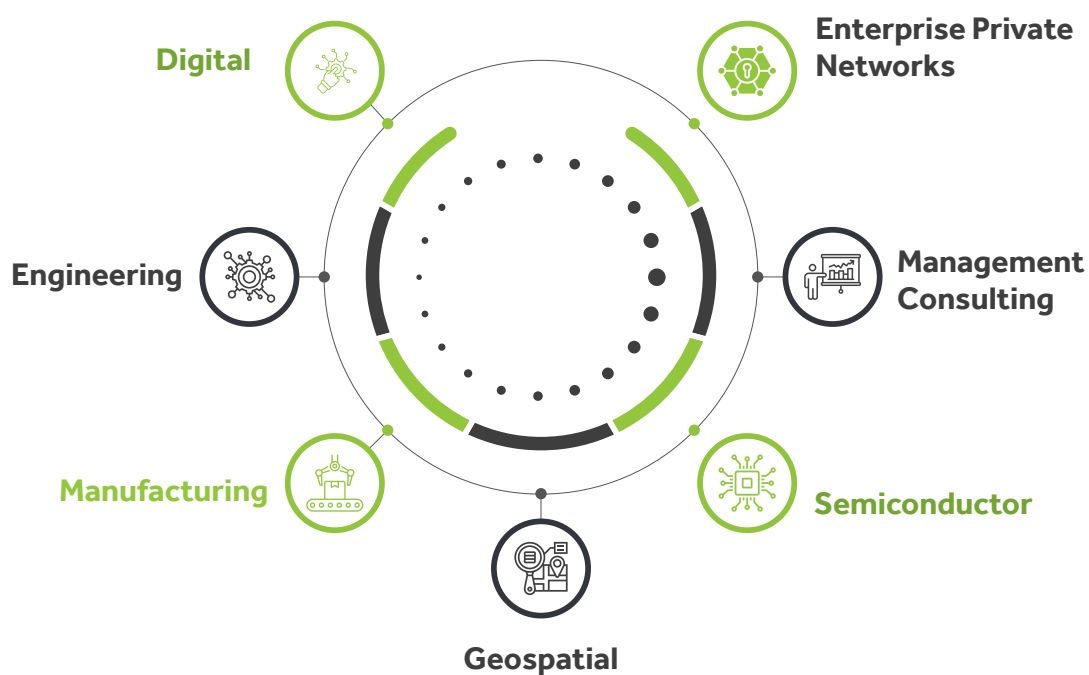 Digital
Enterprise Private
Networks
Engineering
Management
Consulting
Manufacturing
Semiconductor
Geospatial